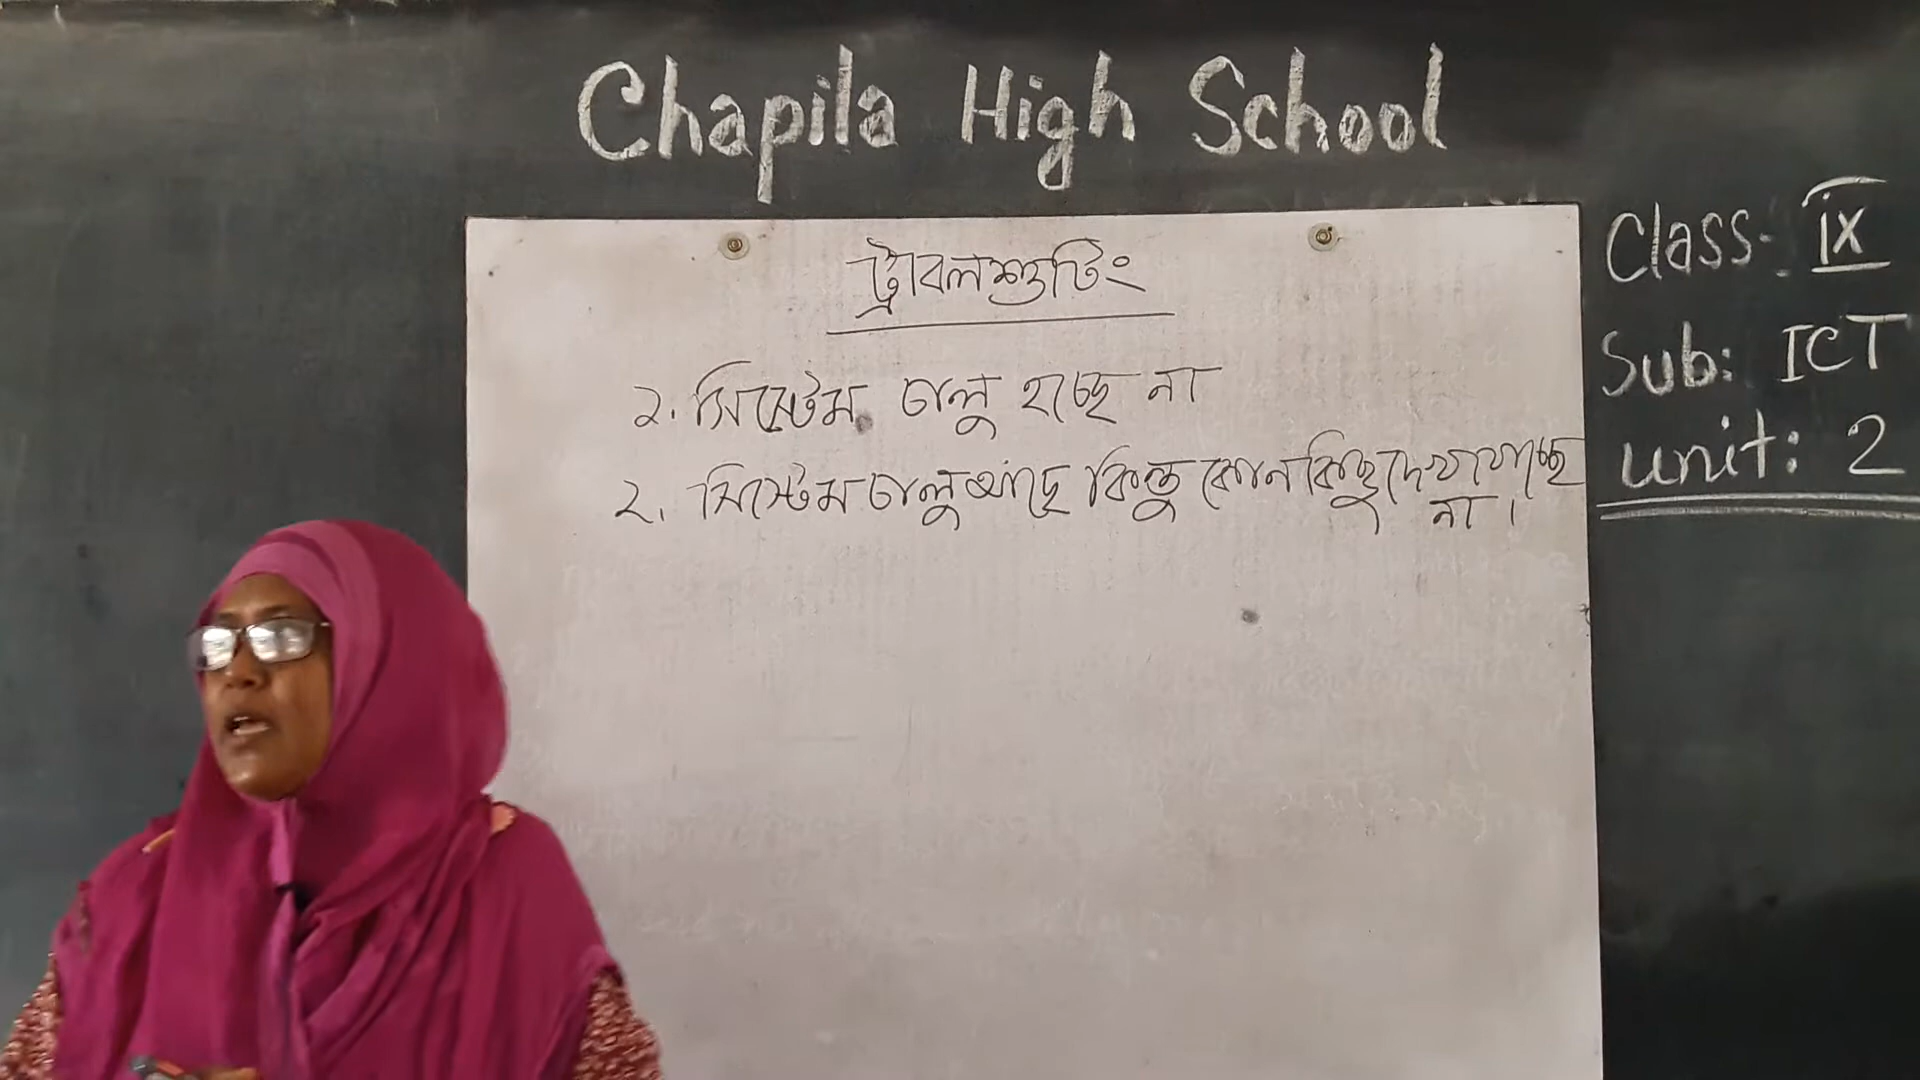 Chapila High School
ট্রাবলশুটিং
১. সিস্টেম চালু হচ্ছে না
২. সিস্টেম চালু আছে কিন্তু কোন কিছু দেখা যাচ্ছে
না।
Class: ix
Sub: ICT
unit: 2